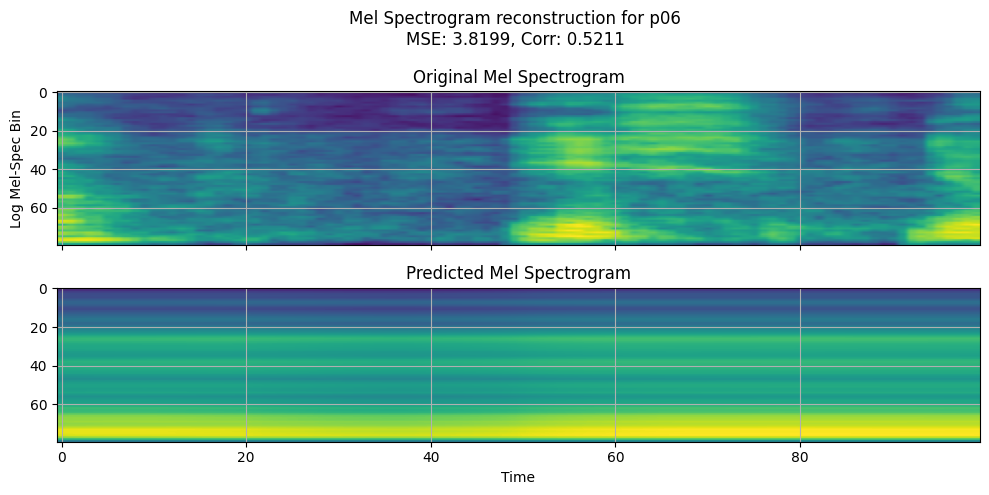 Mel Spectrogram reconstruction for p06
MSE: 3.8199, Corr: 0.5211
Original Mel Spectrogram
0
20
40
60
Log Mel-Spec Bin
Predicted Mel Spectrogram
0
20
40
60
0 20 40 60 80
Time